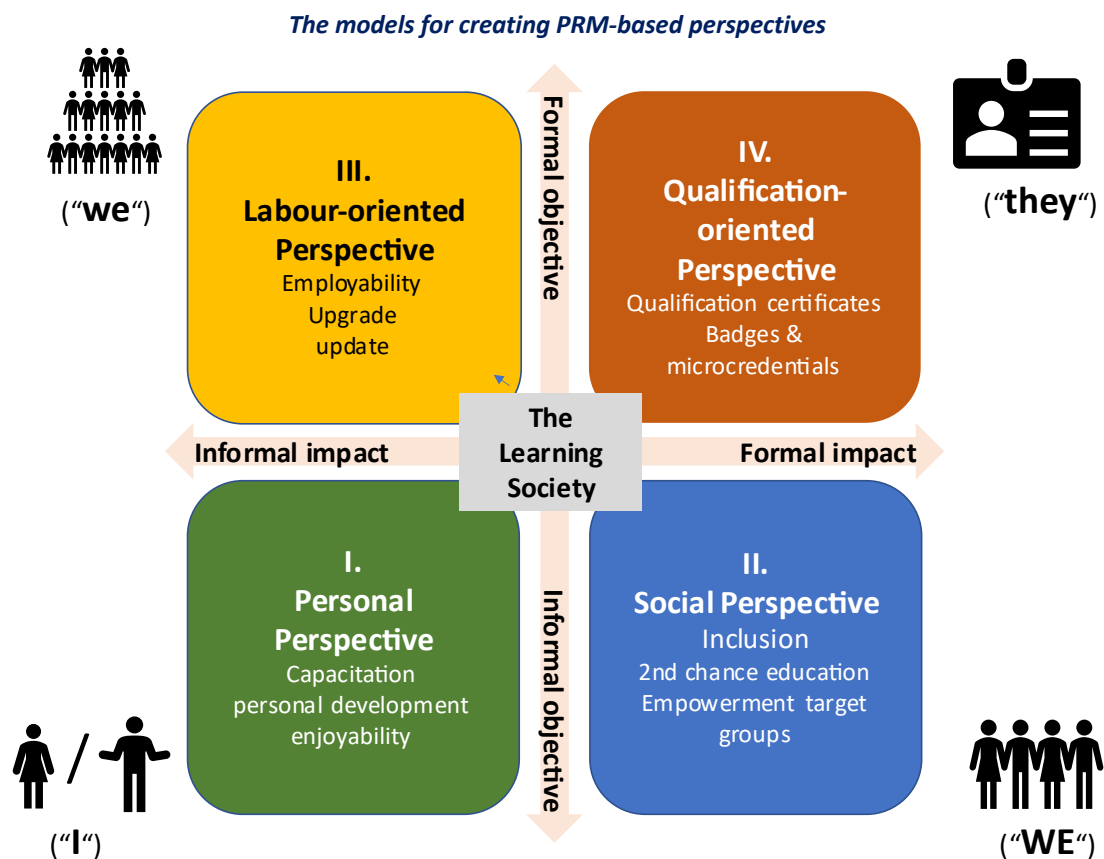 The models for creating PRM-based perspectives
("we")
III.
Labour-oriented
Perspective
Employability
Upgrade
update
Formal objective
IV.
Qualification-
oriented
Perspective
Qualification certificates
Badges &
microcredentials
("they")
Informal impact
The
Learning
Society
Formal impact
I.
Personal
Perspective
Capacitation
personal development
enjoyability
("I")
Informal objective
II.
Social Perspective
Inclusion
2nd chance education
Empowerment target
groups
("WE")